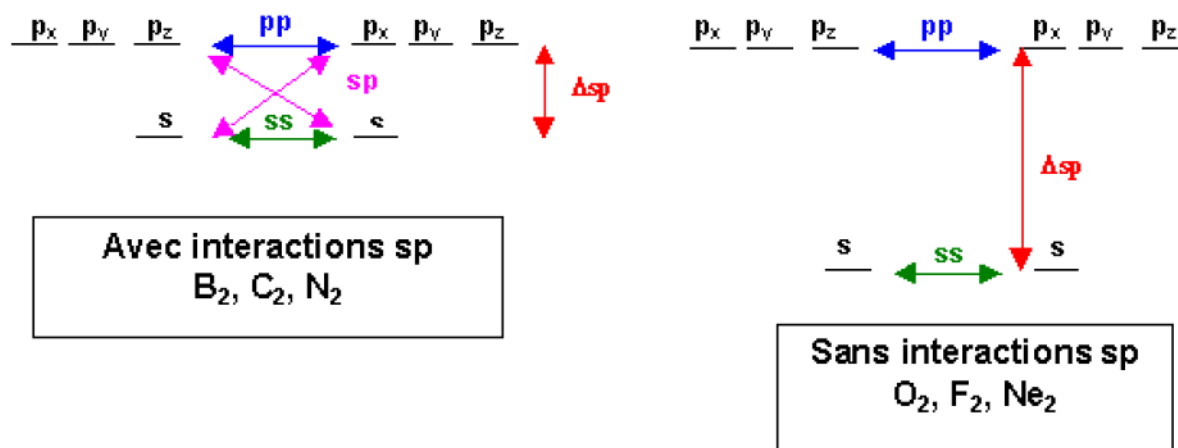 px py pz pp px py pz
sp
Δsp
s ss s
Avec interactions sp
B2, C2, N2
px py pz pp px py pz
Δsp
s ss s
Sans interactions sp
O2, F2, Ne2